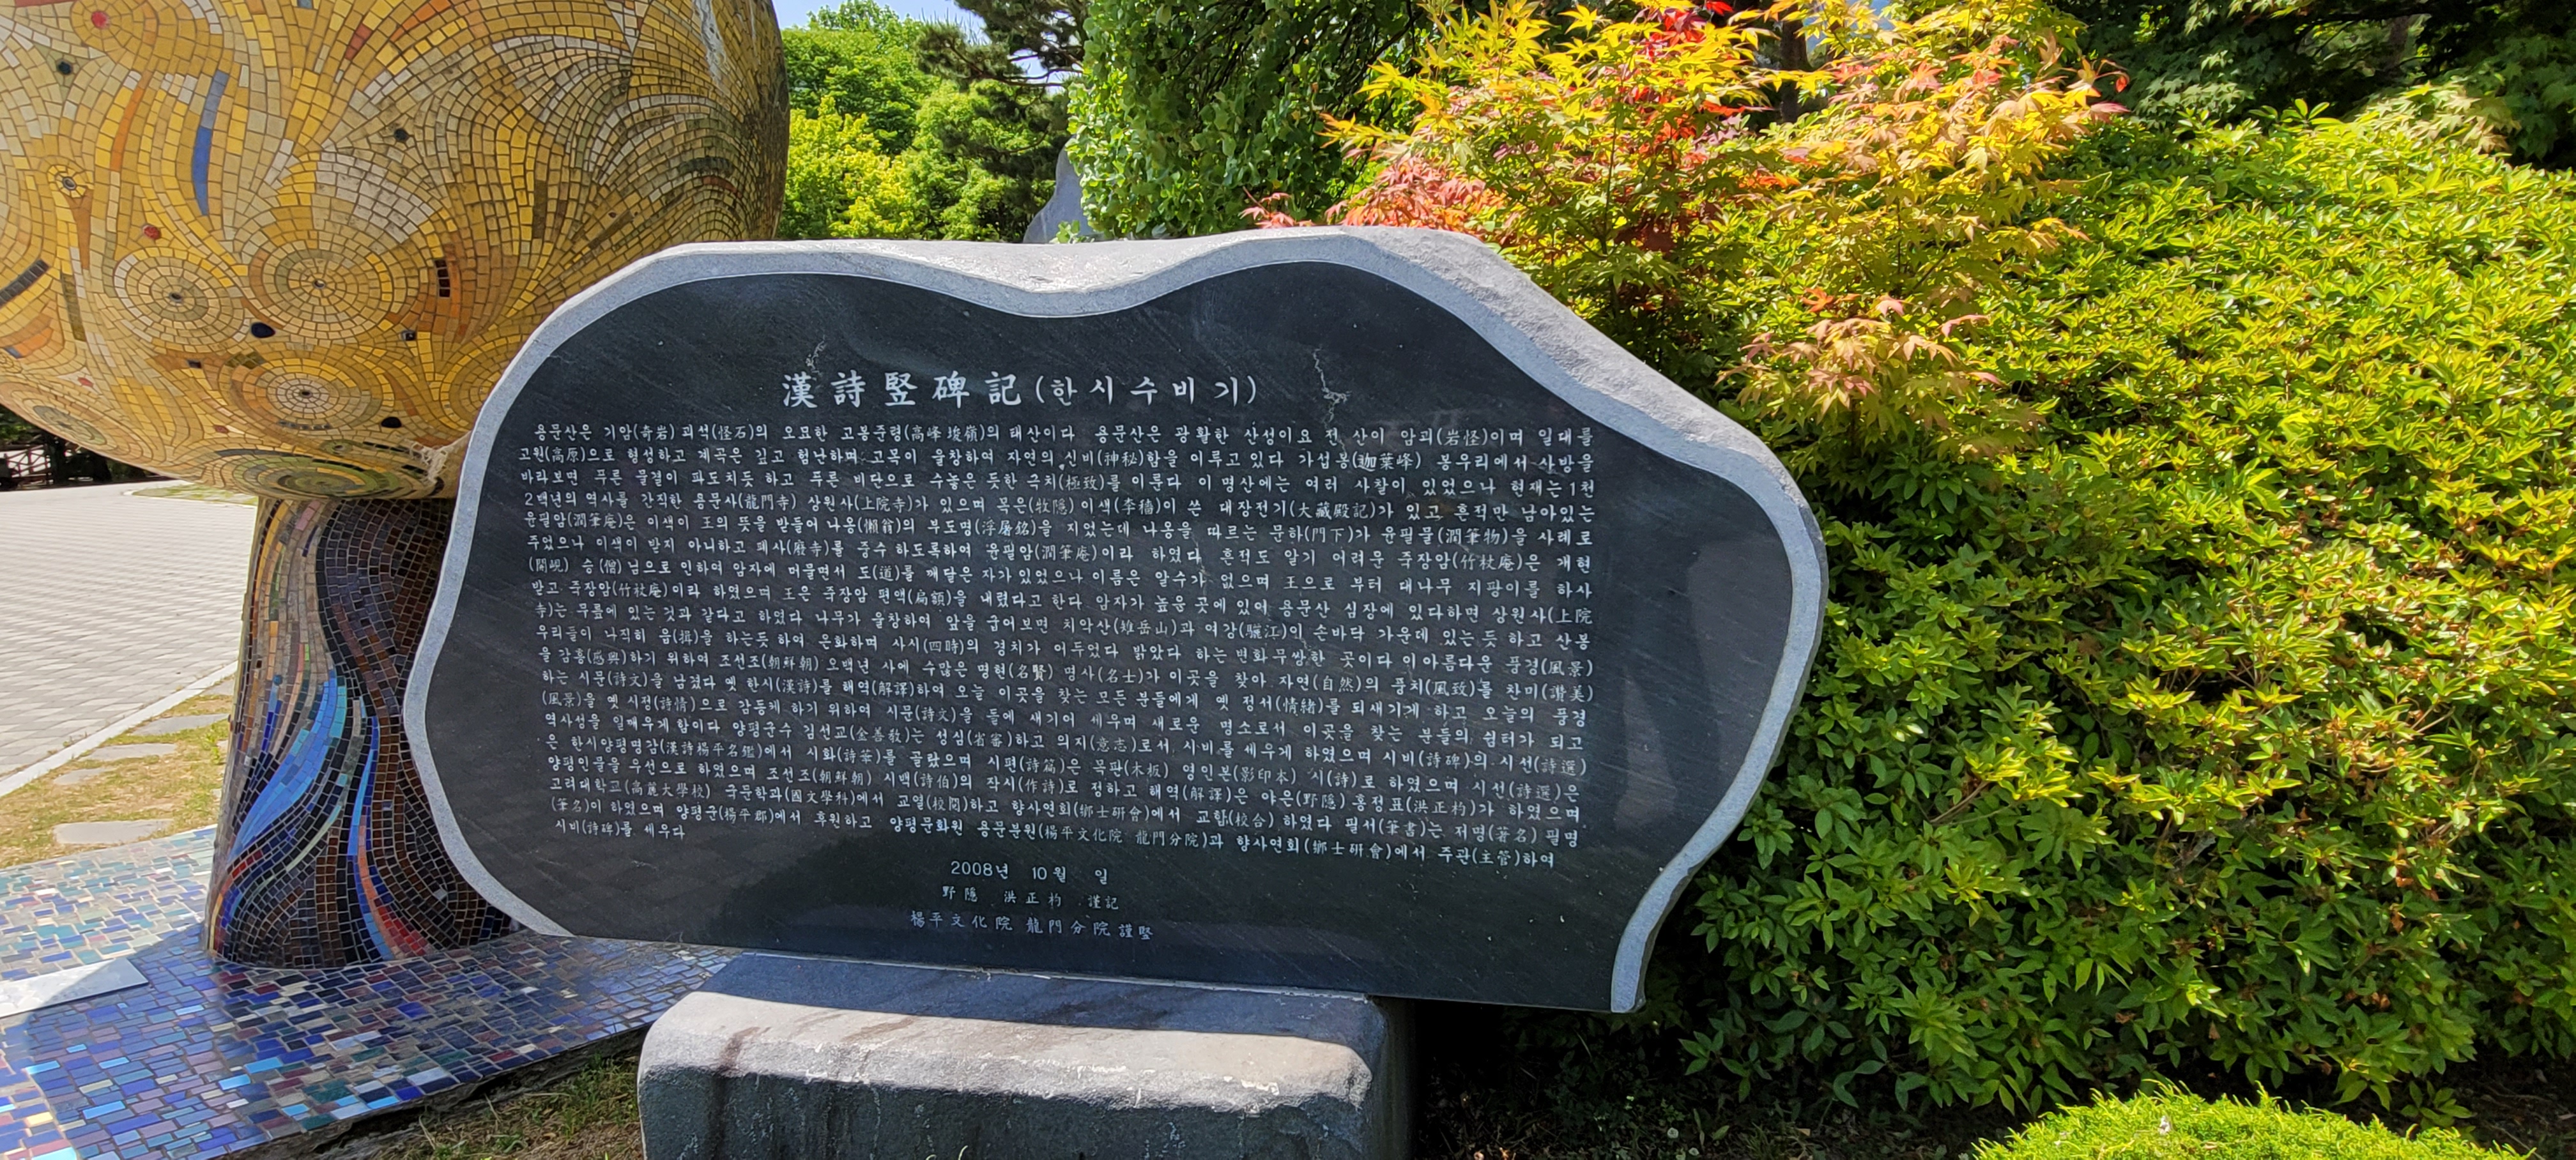 漢詩竪碑記(한시수비기)
용문산은 기암(奇岩) 괴석(怪石)의 오묘한 고봉준령(高峰 埈嶺)의 태산이다 용문산은 광활한 산성이요 전 산이 암괴(岩怪)이며 일대를
고원(高原)으로 형성하고 계곡은 깊고 험난하며 고목이 울창하여 자연의 신비(神秘)함을 이루고 있다 가섭봉(迦葉峰) 봉우리에서 사방을
바라보면 푸른 물결이 파도치듯 하고 푸른 비단으로 수놓은 듯한 극치(極致)를 이룬다 이 명산에는 여러 사찰이 있었으나 현재는 1천
2백년의 역사를 간직한 용문사(龍門寺) 상원사(上院寺)가 있으며 목은(牧隱) 이색(李穡)이 쓴 대장전기(大藏殿記)가 있고 흔적만 남아있는
윤필암(潤筆庵)은 이색이 왕의 뜻을 받들어 나옹(懶翁)의 부도명(浮屠銘)을 지었는데 나옹을 따르는 문하(門下)가 윤필물(潤筆物)을 사례로
주었으나 이색이 받지 아니하고 폐사(廢寺)를 중수 하도록하여 윤필암(潤筆庵)이라 하였다 흔적도 알기 어려운 죽장암(竹杖庵)은 개현
(開峴) 승(僧)님으로 인하여 암자에 머물면서 도(道)를 깨달은 자가 있었으나 이름은 알수가 없으며 王으로 부터 대나무 지팡이를 하사
받고 죽장암(竹杖庵)이라 하였으며 王은 죽장암 편액(扁額)을 내렸다고 한다 암자가 높은 곳에 있어 용문산 심장에 있다하면 상원사(上院
寺)는 무릎에 있는 것과 같다고 하였다 나무가 울창하여 앞을 굽어보면 치악산(雉岳山)과 여강(驪江)이 손바닥 가운데 있는 듯 하고 산봉
우리들이 나직히 읍(揖)을 하는듯 하여 온화하며 사시(四時)의 경치가 어두었다 밝았다 하는 변화무쌍한 곳이다 이아름다운 풍경(風景)
을 감흥(感興)하기 위하여 조선조(朝鮮朝) 오백년 사에 수많은 명현(名賢) 명사(名士)가 이곳을 찾아 자연(自然)의 풍치(風致)를 찬미(讚美)
하는 시문(詩文)을 남겼다 옛 한시(漢詩)를 해역(解譯)하여 오늘 이곳을 찾는 모든 분들에게 옛 정서(情緖)를 되새기게 하고 오늘의 풍경
(風景)을 옛 시정(詩情)으로 감동케 하기 위하여 시문(詩文)을 돌에 새기어 세우며 새로운 명소로서 이곳을 찾는 분들의 쉼터가 되고
역사성을 일깨우게 함이다 양평군수 김선교(金善敎)는 성심(省審)하고 의지(意志)로서 시비를 세우게 하였으며 시비(詩碑)의 시선(詩選)
은 한시양평명감(漢詩楊平名鑑)에서 시화(詩華)를 골랐으며 시편(詩篇)은 목판(木板) 영인본(影印本) 시(詩)로 하였으며 시선(詩選)은
양평인물을 우선으로 하였으며 조선조(朝鮮朝) 시백(詩伯)의 작시(作詩)로 정하고 해역(解譯)은 야은(野隱) 홍정표(洪正杓)가 하였으며
고려대학교(高麗大學校) 국문학과(國文學科)에서 교열(校閱)하고 향사연회(鄕士硏會)에서 교합(校合) 하였다 필서(筆書)는 저명(著名) 필명
(筆名)이 하였으며 양평군(楊平郡)에서 후원하고 양평문화원 용문분원(楊平文化院 龍門分院)과 향사연회(鄕士硏會)에서 주관(主管)하여
시비(詩碑)를 세우다
2008년 10월 일
野隱 洪正杓 謹記
楊平文化院 龍門分院 謹竪